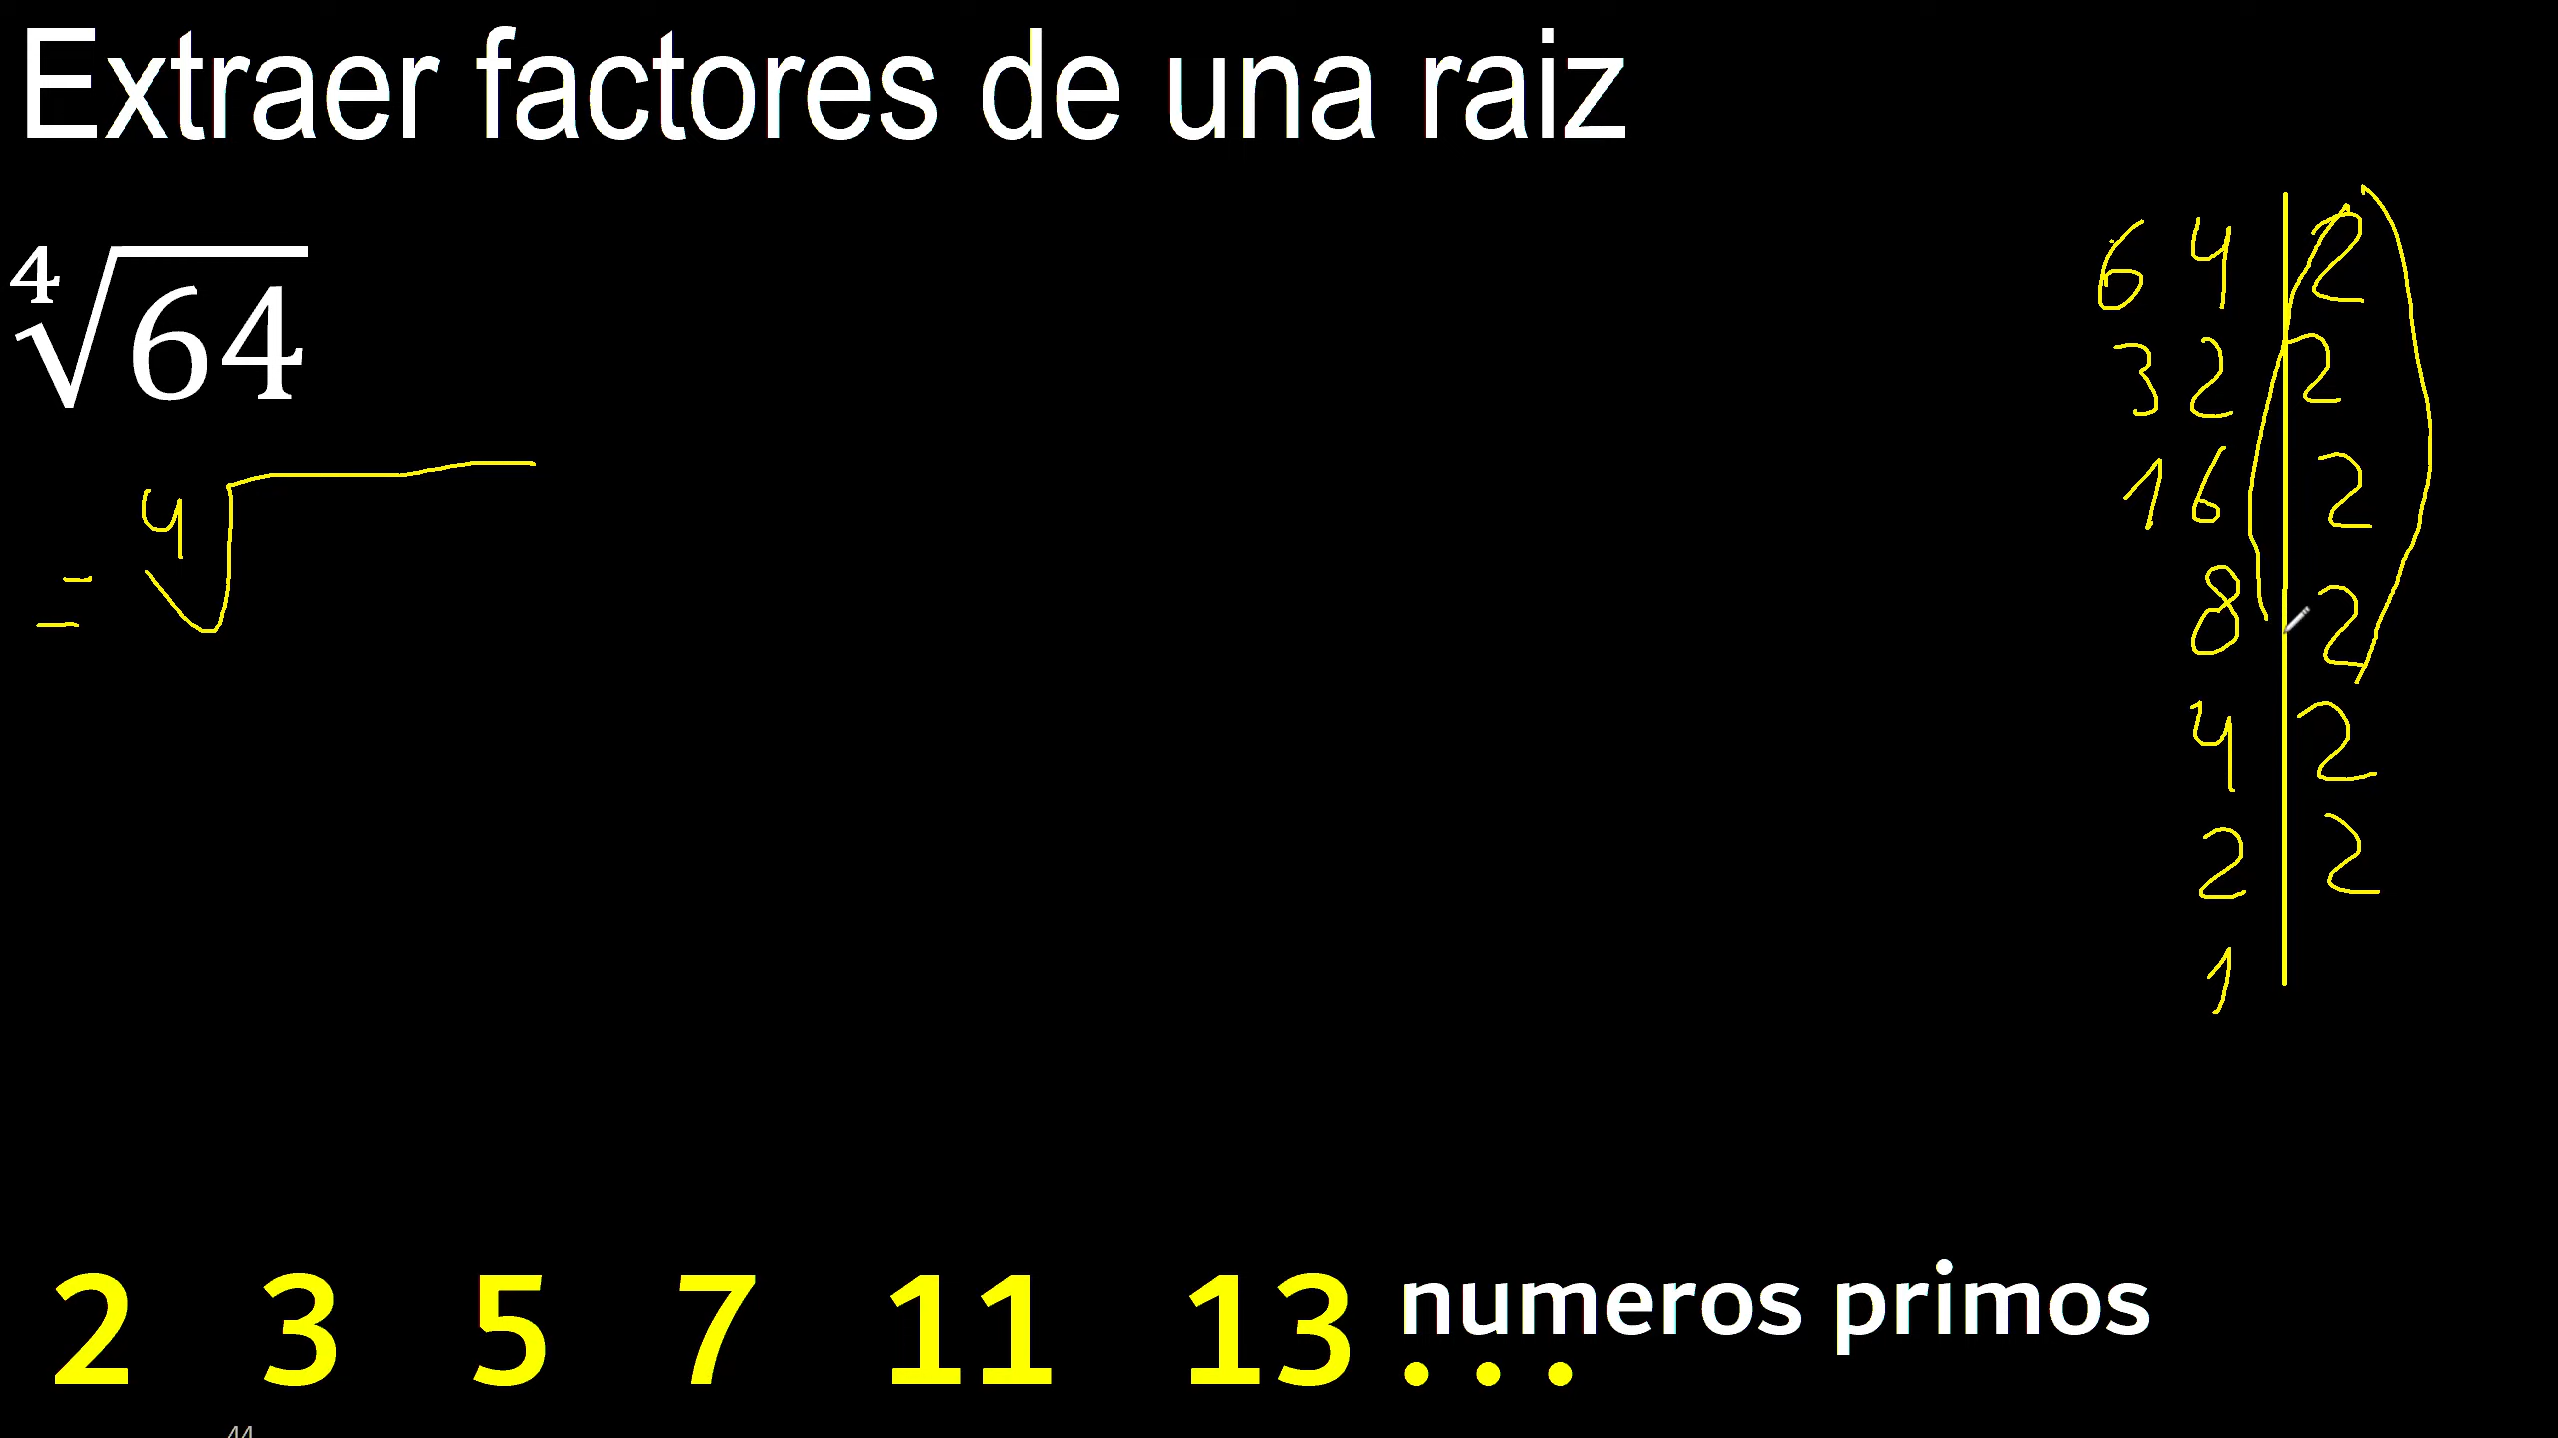 Extraer factores de una raiz
⁴√64
= ⁴√
64 | 2
32 | 2
16 | 2
8 | 2
4 | 2
2 | 2
1
2 3 5 7 11 13 ... numeros primos
44